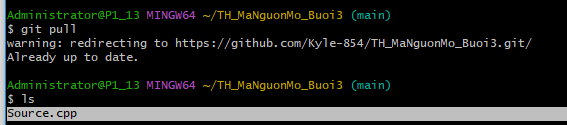 Administrator@P1_13 MINGW64 ~/TH_MaNguonMo_Buoi3 (main)
$ git pull
warning: redirecting to https://github.com/Kyle-854/TH_MaNguonMo_Buoi3.git/
Already up to date.
Administrator@P1_13 MINGW64 ~/TH_MaNguonMo_Buoi3 (main)
$ ls
Source.cpp